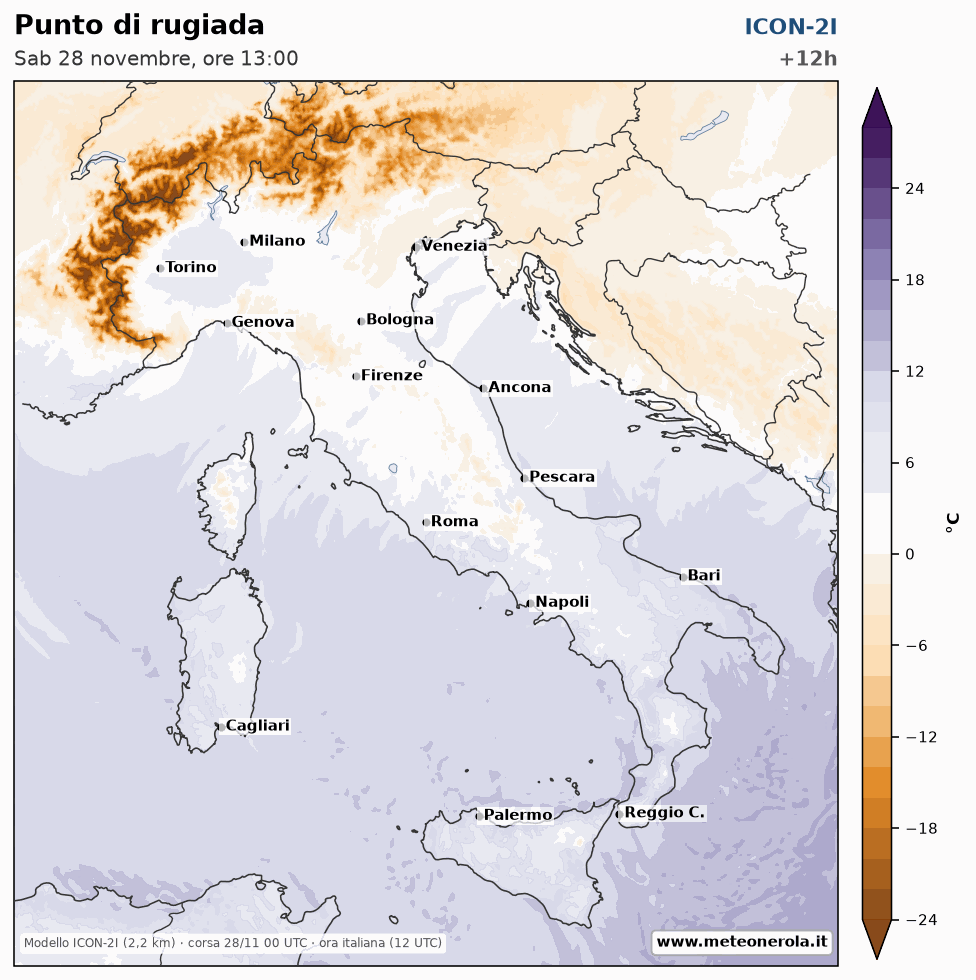 Punto di rugiada
ICON-2I
Sab 28 novembre, ore 13:00
+12h
Milano
Venezia
Torino
Genova
Bologna
Firenze
Ancona
Pescara
Roma
Bari
Napoli
Cagliari
Palermo
Reggio C.
24
18
12
6
0
−6
−12
−18
−24
°C
Modello ICON-2I (2,2 km) · corsa 28/11 00 UTC · ora italiana (12 UTC)
www.meteonerola.it